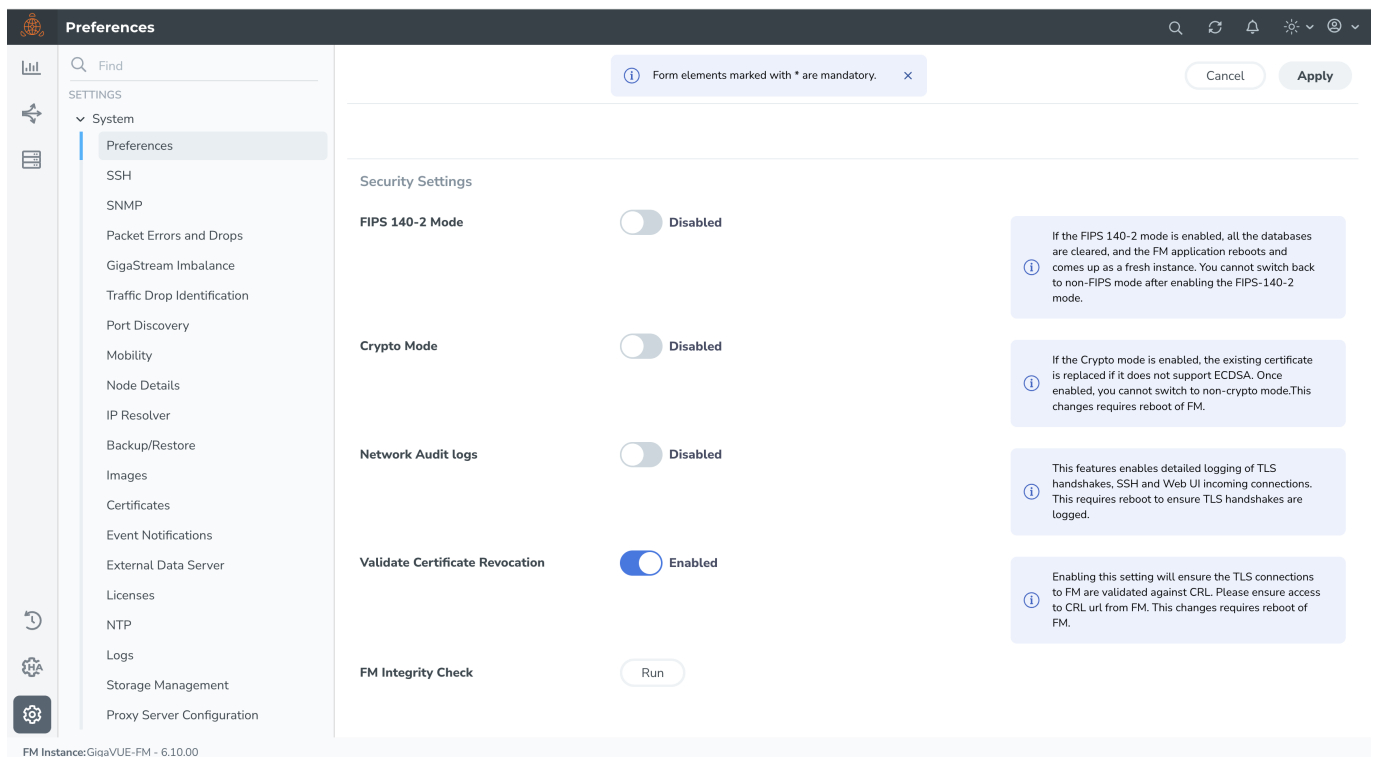 Preferences
Find
Form elements marked with * are mandatory.
Cancel
Apply
SETTINGS
System
Preferences
SSH
SNMP
Packet Errors and Drops
GigaStream Imbalance
Traffic Drop Identification
Port Discovery
Mobility
Node Details
IP Resolver
Backup/Restore
Images
Certificates
Event Notifications
External Data Server
Licenses
NTP
Logs
Storage Management
Proxy Server Configuration
HA
Security Settings
FIPS 140-2 Mode
Disabled
If the FIPS 140-2 mode is enabled, all the databases
are cleared, and the FM application reboots and
comes up as a fresh instance. You cannot switch back
to non-FIPS mode after enabling the FIPS-140-2
mode.
Crypto Mode
Disabled
If the Crypto mode is enabled, the existing certificate
is replaced if it does not support ECDSA. Once
enabled, you cannot switch to non-crypto mode.This
changes requires reboot of FM.
Network Audit logs
Disabled
This features enables detailed logging of TLS
handshakes, SSH and Web UI incoming connections.
This requires reboot to ensure TLS handshakes are
logged.
Validate Certificate Revocation
Enabled
Enabling this setting will ensure the TLS connections
to FM are validated against CRL. Please ensure access
to CRL url from FM. This changes requires reboot of
FM.
FM Integrity Check
Run
FM Instance:GigaVUE-FM - 6.10.00